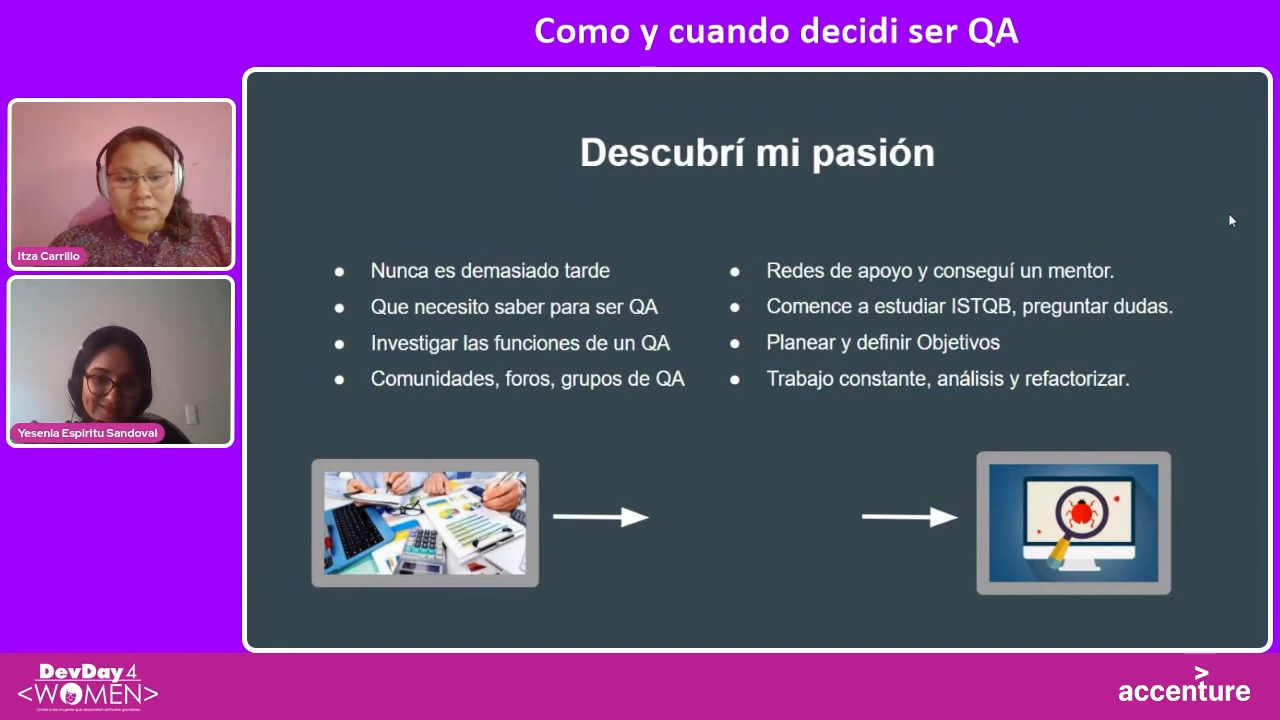 Como y cuando decidi ser QA
Descubrí mi pasión
Nunca es demasiado tarde
Que necesito saber para ser QA
Investigar las funciones de un QA
Comunidades, foros, grupos de QA
Redes de apoyo y conseguí un mentor.
Comence a estudiar ISTQB, preguntar dudas.
Planear y definir Objetivos
Trabajo constante, análisis y refactorizar.
Itza Carrillo
Yesenia Espiritu Sandoval
DevDay4
<WOMEN>
accenture